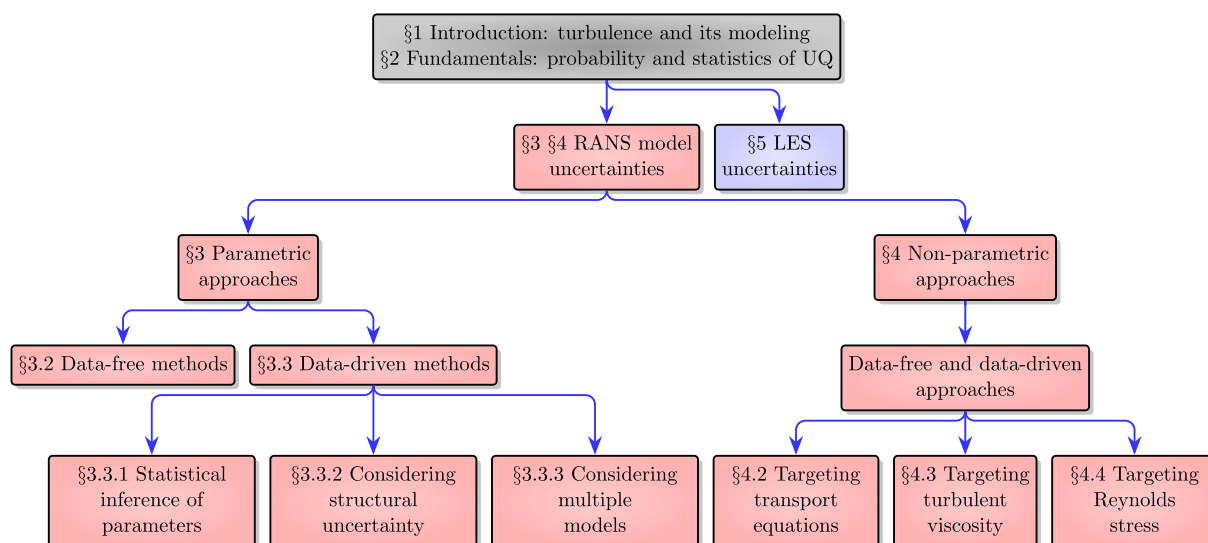 §1 Introduction: turbulence and its modeling
§2 Fundamentals: probability and statistics of UQ
§3 §4 RANS model
uncertainties
§5 LES
uncertainties
§3 Parametric
approaches
§4 Non-parametric
approaches
§3.2 Data-free methods
§3.3 Data-driven methods
Data-free and data-driven
approaches
§3.3.1 Statistical
inference of
parameters
§3.3.2 Considering
structural
uncertainty
§3.3.3 Considering
multiple
models
§4.2 Targeting
transport
equations
§4.3 Targeting
turbulent
viscosity
§4.4 Targeting
Reynolds
stress